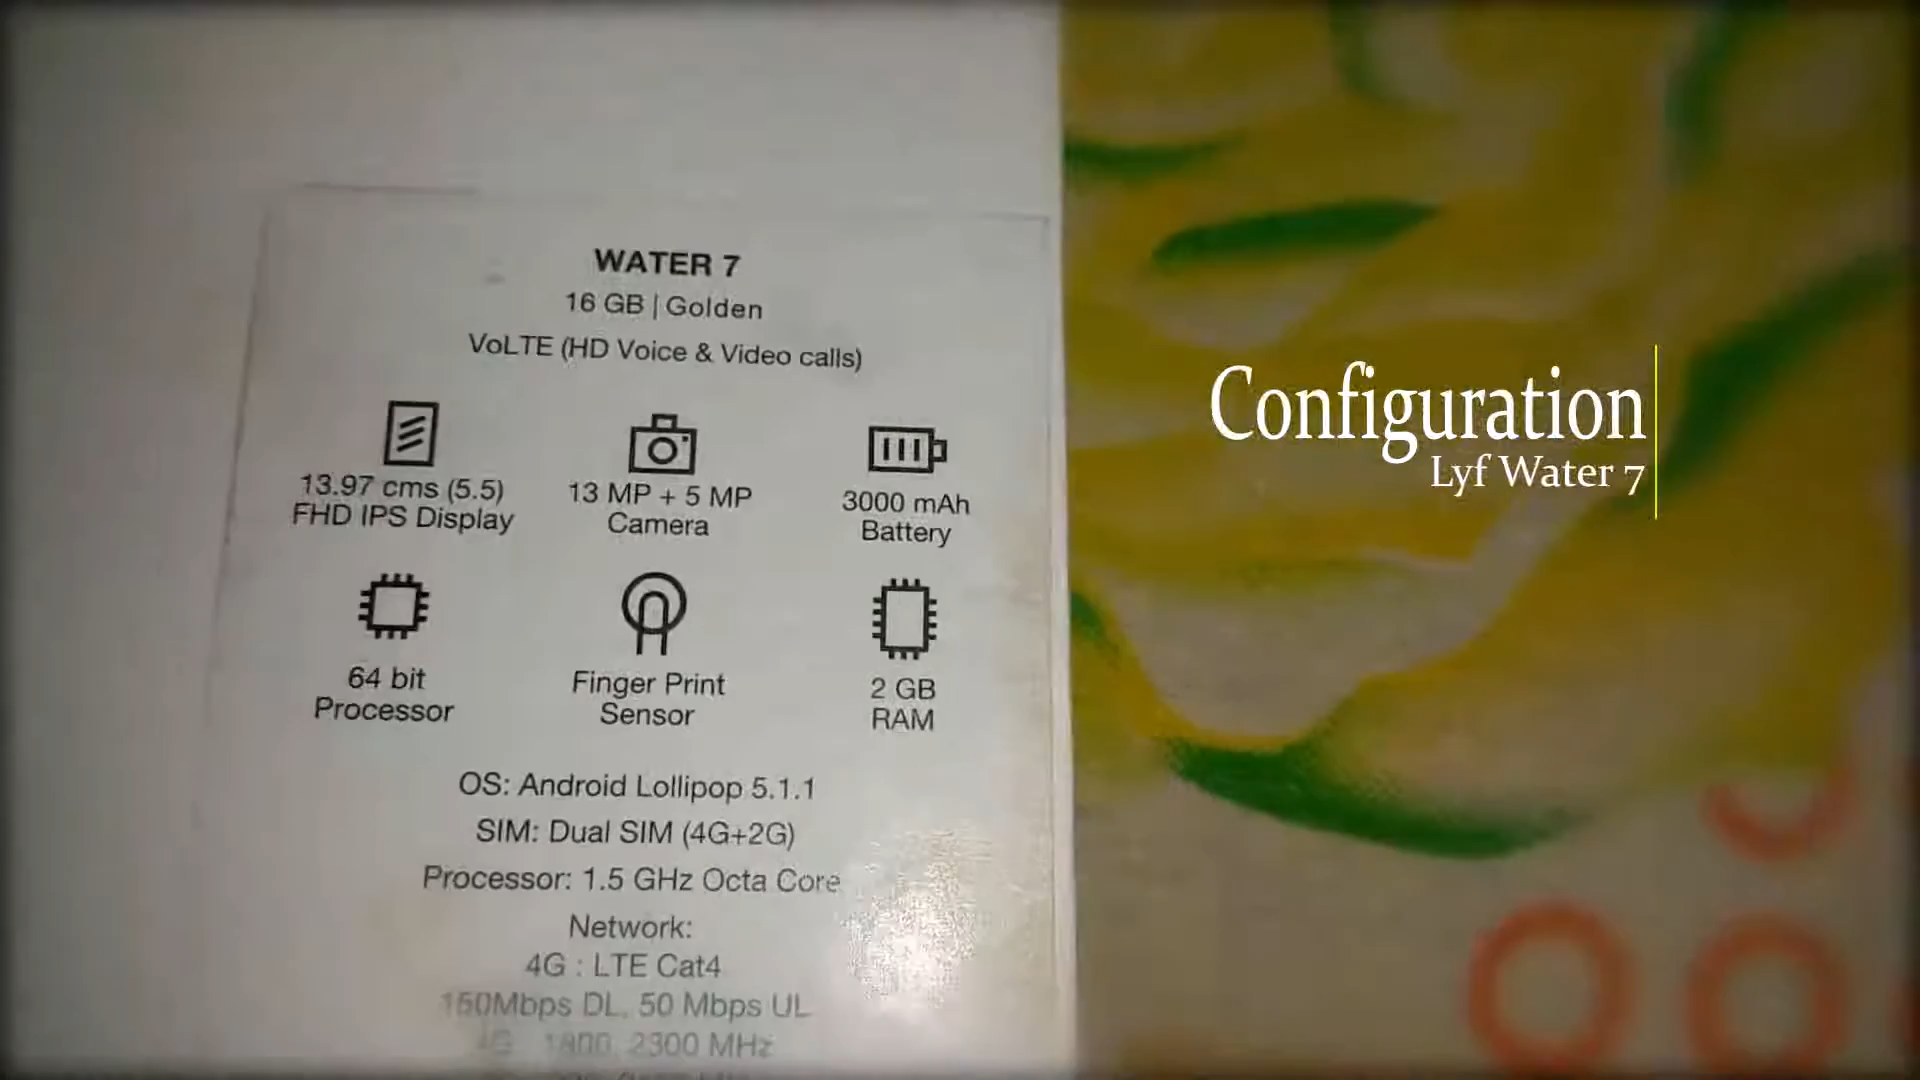 WATER 7
16 GB | Golden
VoLTE (HD Voice & Video calls)
13.97 cms (5.5)
FHD IPS Display
13 MP + 5 MP
Camera
3000 mAh
Battery
64 bit
Processor
Finger Print
Sensor
2 GB
RAM
OS: Android Lollipop 5.1.1
SIM: Dual SIM (4G+2G)
Processor: 1.5 GHz Octa Core
Network:
4G : LTE Cat4
150Mbps DL, 50 Mbps UL
1800, 2300 MHz
Configuration
Lyf Water 7